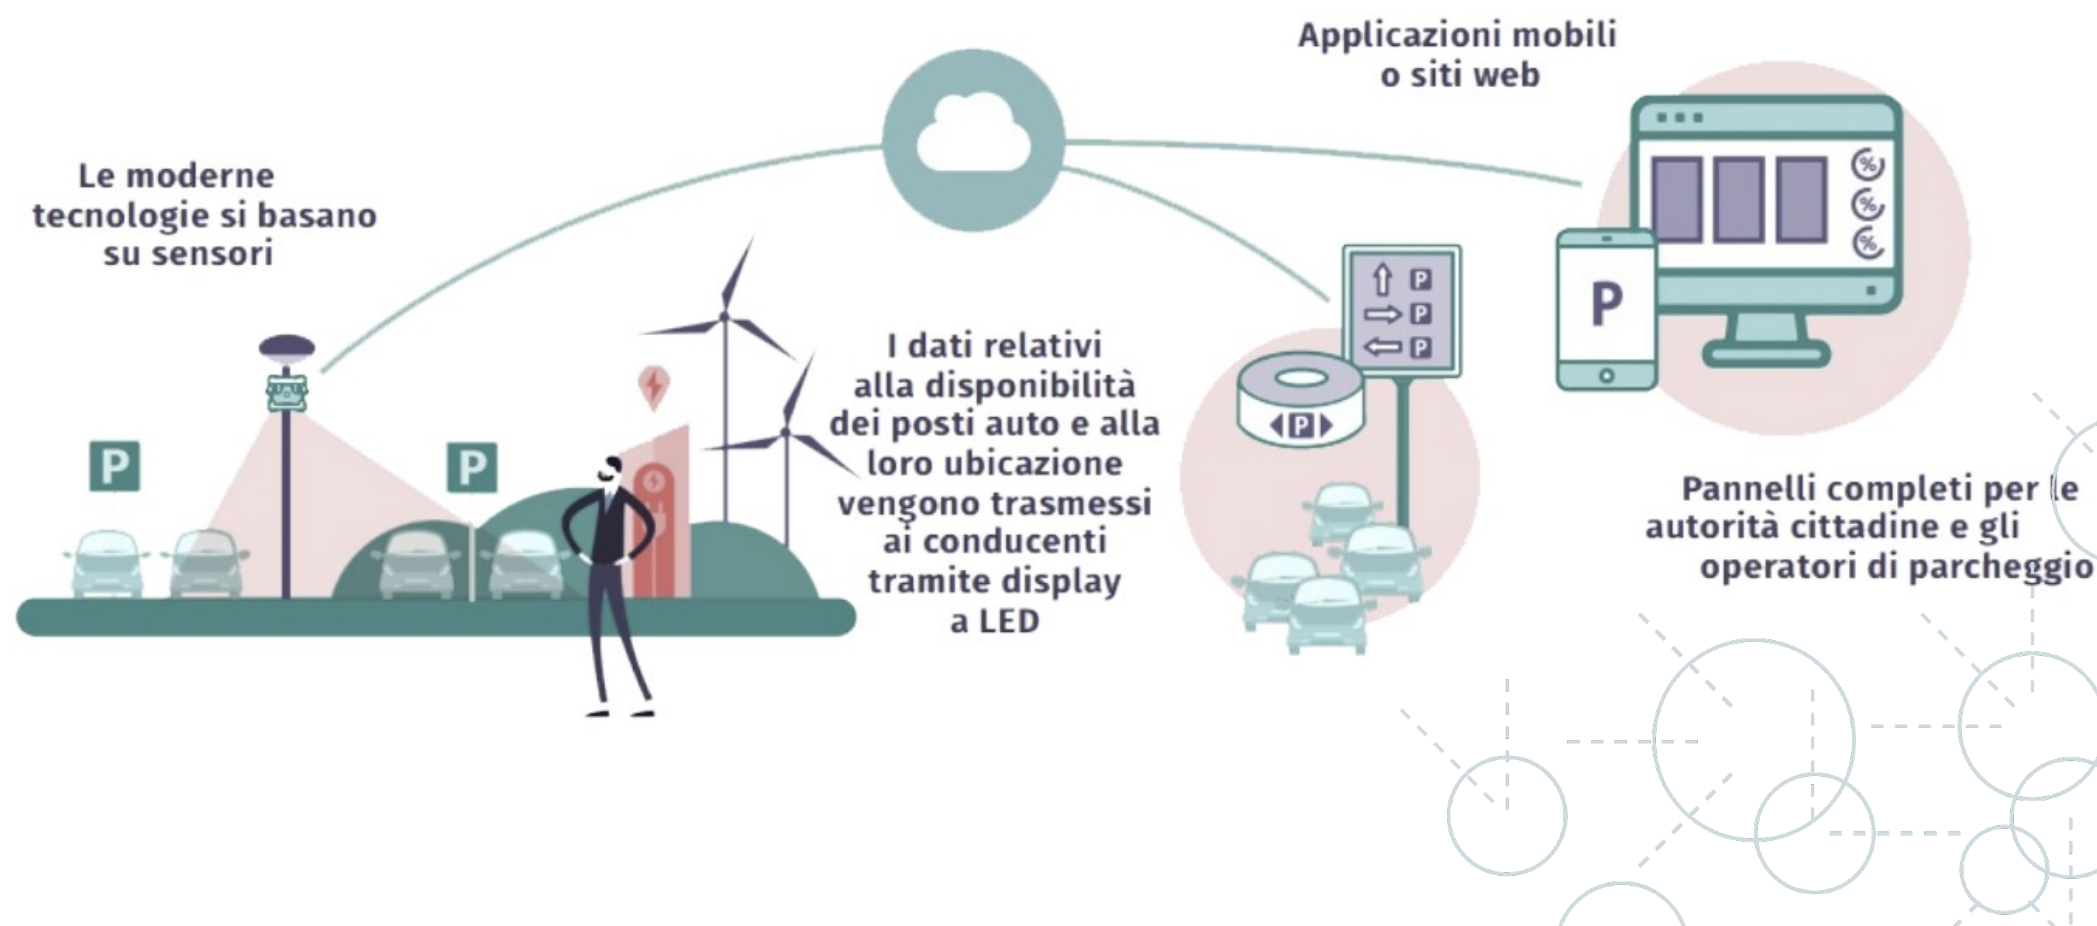 Le moderne
tecnologie si basano
su sensori
P
P
I dati relativi
alla disponibilità
dei posti auto e alla
loro ubicazione
vengono trasmessi
ai conducenti
tramite display
a LED
P
P
P
P
Applicazioni mobili
o siti web
P
%
%
%
Pannelli completi per le
autorità cittadine e gli
operatori di parcheggio